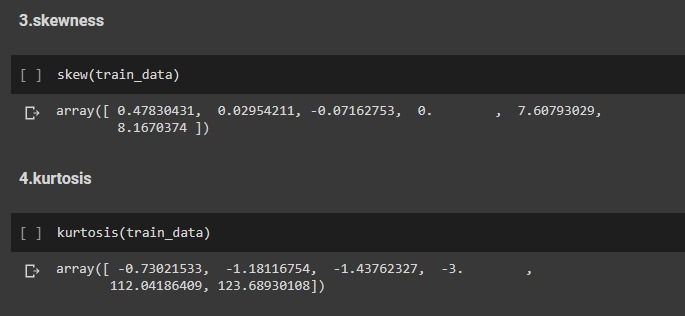 3.skewness
[ ] skew(train_data)
array([ 0.47830431, 0.02954211, -0.07162753, 0. , 7.60793029,
8.1670374 ])
4.kurtosis
[ ] kurtosis(train_data)
array([ -0.73021533, -1.18116754, -1.43762327, -3. ,
112.04186409, 123.68930108])